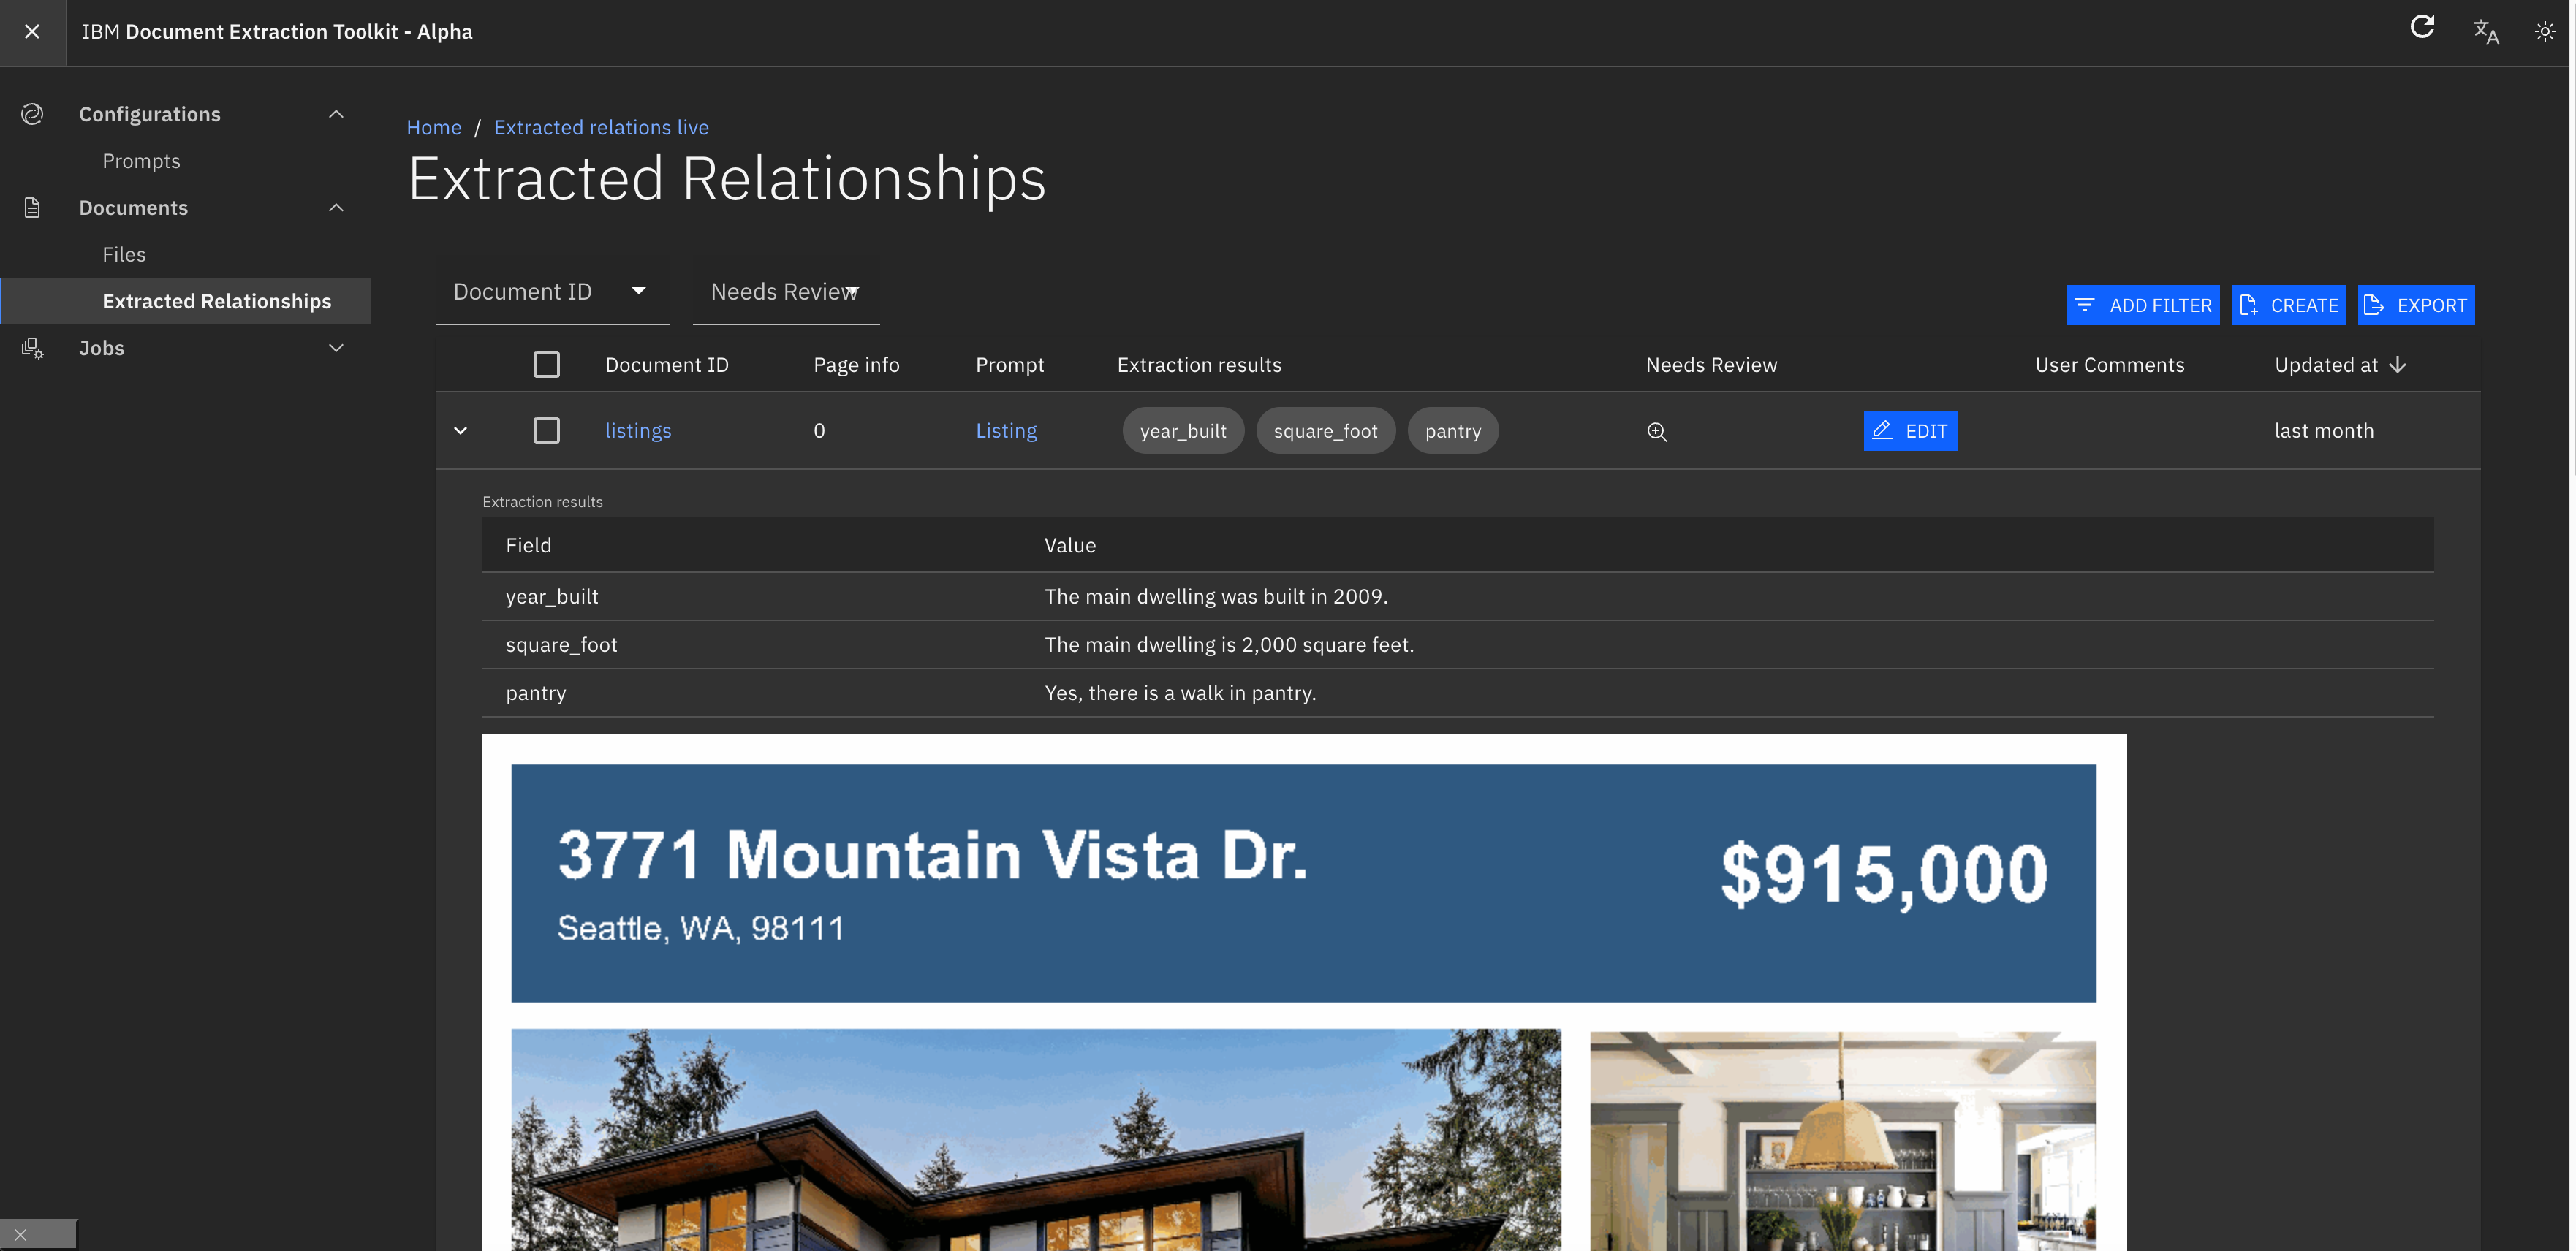 IBM Document Extraction Toolkit - Alpha
Configurations
Prompts
Documents
Files
Extracted Relationships
Jobs
Home / Extracted relations live
Extracted Relationships
Document ID Needs Review
ADD FILTER CREATE EXPORT
Document ID Page info Prompt Extraction results Needs Review User Comments Updated at
listings 0 Listing year_built square_foot pantry EDIT last month
Extraction results
Field Value
year_built The main dwelling was built in 2009.
square_foot The main dwelling is 2,000 square feet.
pantry Yes, there is a walk in pantry.
3771 Mountain Vista Dr.
$915,000
Seattle, WA, 98111